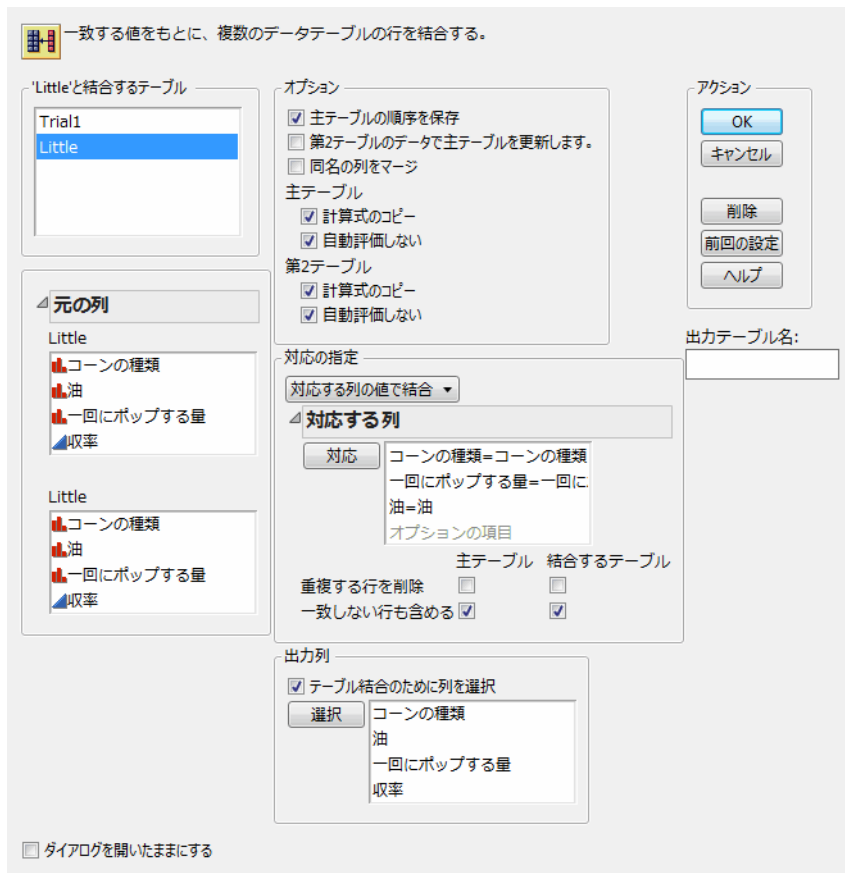 一致する値をもとに、複数のデータテーブルの行を結合する。
'Little'と結合するテーブル
Trial1
Little
オプション
主テーブルの順序を保存
第2テーブルのデータで主テーブルを更新します。
同名の列をマージ
主テーブル
計算式のコピー
自動評価しない
第2テーブル
計算式のコピー
自動評価しない
アクション
OK
キャンセル
削除
前回の設定
ヘルプ
出力テーブル名:
元の列
Little
コーンの種類
油
一回にポップする量
収率
Little
コーンの種類
油
一回にポップする量
収率
対応の指定
対応する列の値で結合
対応する列
対応
コーンの種類=コーンの種類
一回にポップする量=一回に
油=油
オプションの項目
主テーブル 結合するテーブル
重複する行を削除
一致しない行も含める
出力列
テーブル結合のために列を選択
選択
コーンの種類
油
一回にポップする量
収率
ダイアログを開いたままにする